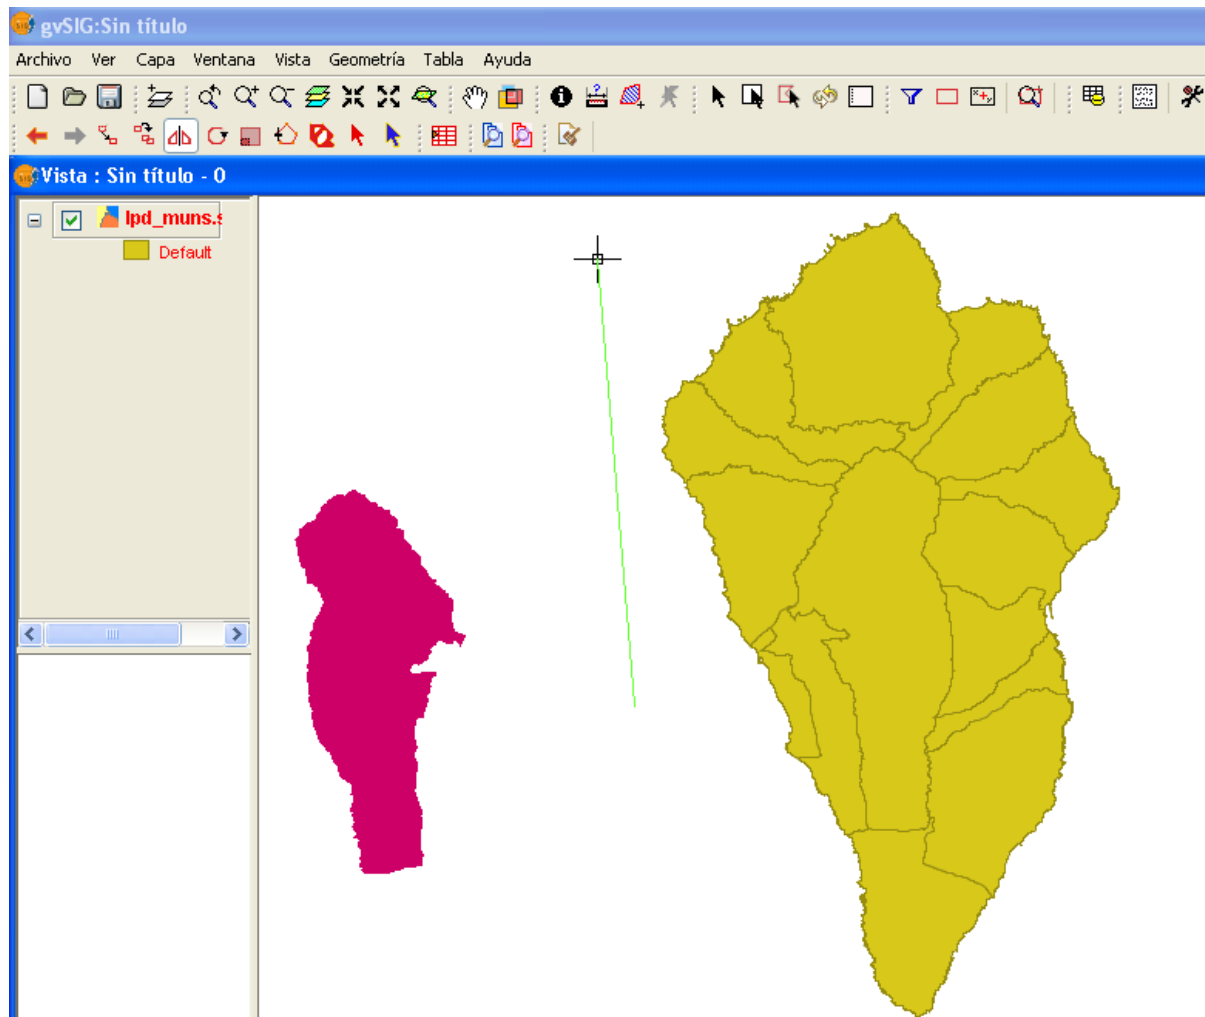 gvSIG:Sin título
Archivo Ver Capa Ventana Vista Geometría Tabla Ayuda
Vista : Sin título - 0
lpd_muns.s
Default